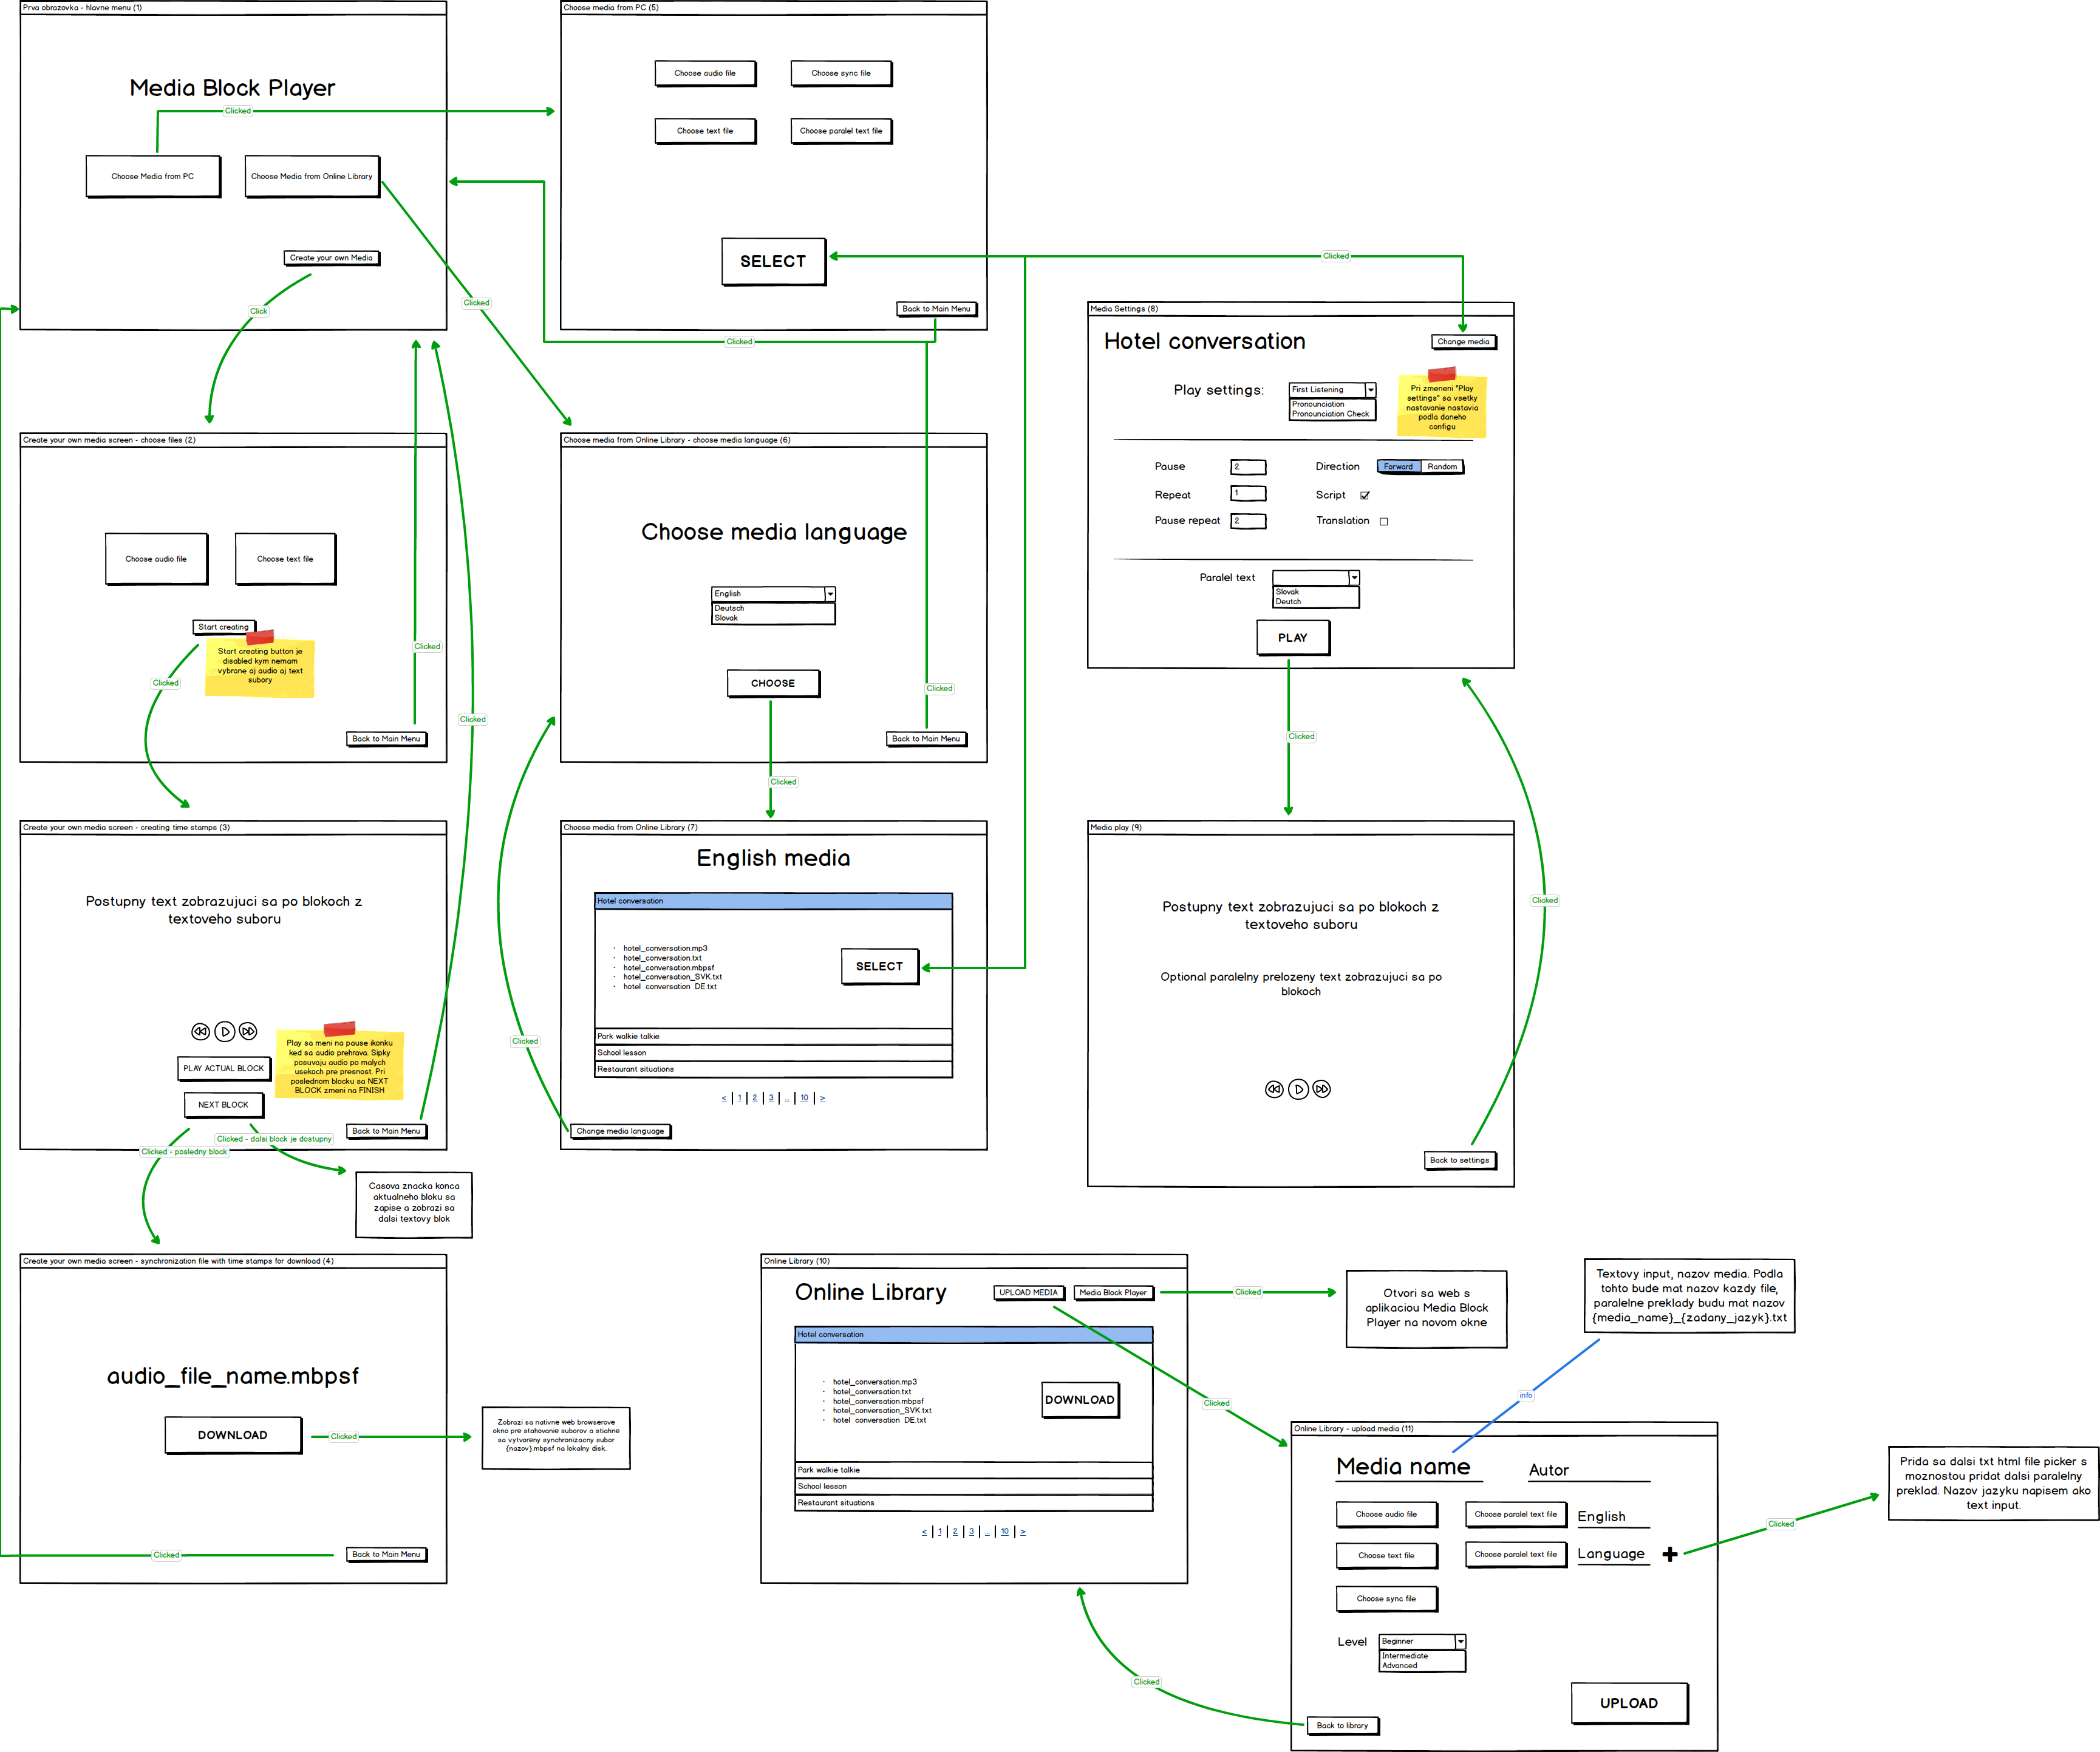 Prva obrazovka - hlavne menu (1)
Media Block Player
Clicked
Choose Media from PC
Choose Media from Online Library
Create your own Media
Click
Clicked
Choose media from PC (5)
Choose audio file
Choose sync file
Choose text file
Choose paralel text file
SELECT
Back to Main Menu
Clicked
Clicked
Media Settings (8)
Hotel conversation
Change media
Play settings:
First Listening
Pronounciation
Pronounciation Check
Pri zmeneni "Play
settings" sa vsetky
nastavanie nastavia
podla daneho
configu
Pause
2
Direction
Forward
Random
Repeat
1
Script
Pause repeat
2
Translation
Paralel text
Slovak
Deutch
PLAY
Clicked
Create your own media screen - choose files (2)
Choose audio file
Choose text file
Start creating
Start creating button je
disabled kym nemam
vybrane aj audio aj text
subory
Clicked
Clicked
Clicked
Back to Main Menu
Choose media from Online Library - choose media language (6)
Choose media language
English
Deutsch
Slovak
CHOOSE
Clicked
Back to Main Menu
Clicked
Create your own media screen - creating time stamps (3)
Postupny text zobrazujuci sa po blokoch z
textoveho suboru
PLAY ACTUAL BLOCK
NEXT BLOCK
Play sa meni na pause ikonku
ked sa audio prehrava. Sipky
posuvaju audio po malych
usekoch pre presnost. Pri
poslednom blocku sa NEXT
BLOCK zmeni na FINISH
Back to Main Menu
Clicked - dalsi block je dostupny
Clicked - posledny block
Casova znacka konca
aktualneho bloku sa
zapise a zobrazi sa
dalsi textovy blok
Choose media from Online Library (7)
English media
Hotel conversation
· hotel_conversation.mp3
· hotel_conversation.txt
· hotel_conversation.mbpsf
· hotel_conversation_SVK.txt
· hotel conversation DE.txt
SELECT
Park walkie talkie
School lesson
Restaurant situations
< | 1 | 2 | 3 | ... | 10 | >
Change media language
Clicked
Media play (9)
Postupny text zobrazujuci sa po blokoch z
textoveho suboru
Optional paralelny prelozeny text zobrazujuci sa po
blokoch
Back to settings
Clicked
Create your own media screen - synchronization file with time stamps for download (4)
audio_file_name.mbpsf
DOWNLOAD
Clicked
Zobrazi sa nativne web browserove
okno pre stahovanie suborov a stiahne
sa vytvoreny synchronizacny subor
{nazov}.mbpsf na lokalny disk.
Clicked
Back to Main Menu
Online Library (10)
Online Library
UPLOAD MEDIA
Media Block Player
Clicked
Otvori sa web s
aplikaciou Media Block
Player na novom okne
Hotel conversation
· hotel_conversation.mp3
· hotel_conversation.txt
· hotel_conversation.mbpsf
· hotel_conversation_SVK.txt
· hotel conversation DE.txt
DOWNLOAD
Park walkie talkie
School lesson
Restaurant situations
< | 1 | 2 | 3 | ... | 10 | >
Clicked
Textovy input, nazov media. Podla
tohto bude mat nazov kazdy file,
paralelne preklady budu mat nazov
{media_name}_{zadany_jazyk}.txt
info
Online Library - upload media (11)
Media name
Autor
Choose audio file
Choose paralel text file
English
Choose text file
Choose paralel text file
Language
Choose sync file
Clicked
Prida sa dalsi txt html file picker s
moznostou pridat dalsi paralelny
preklad. Nazov jazyku napisem ako
text input.
Level
Beginner
Intermediate
Advanced
UPLOAD
Back to library
Clicked